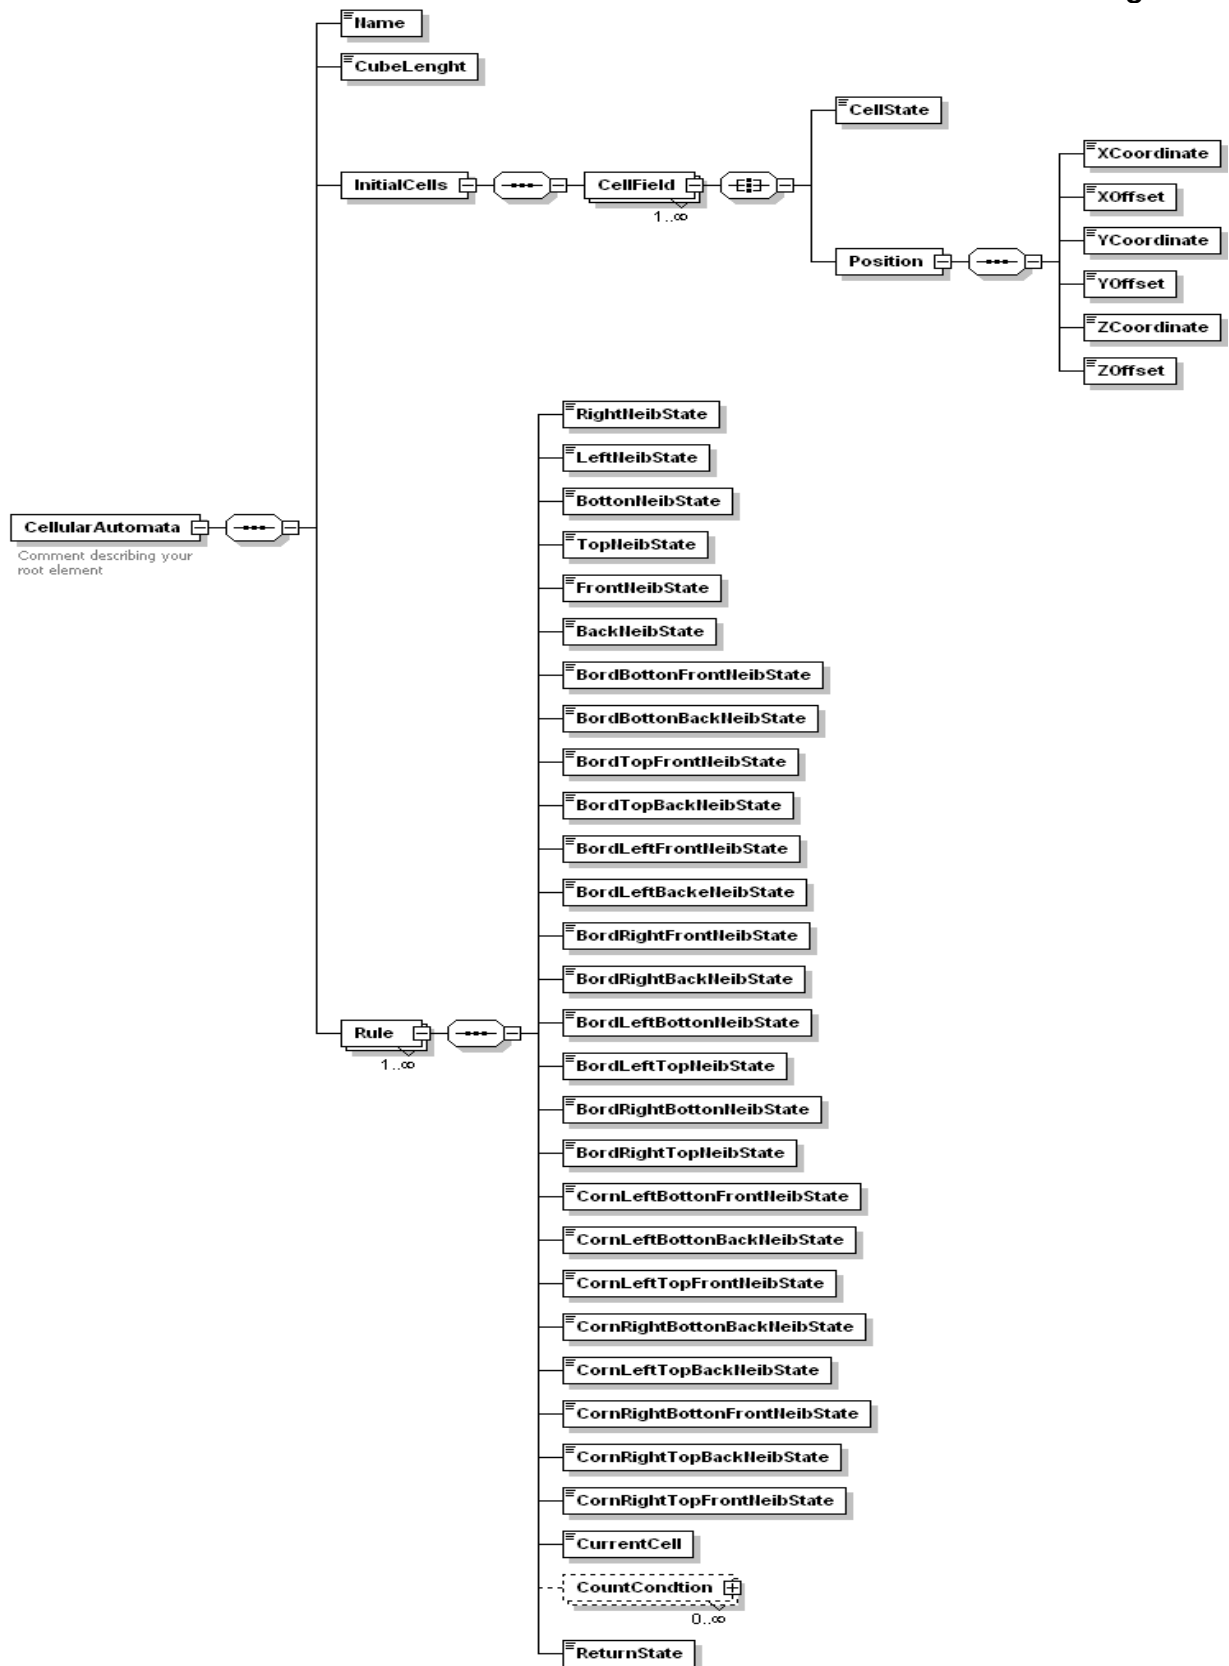 g
Name
CubeLenght
CellState
XCoordinate
InitialCells
CellField
XOffset
1..∞
YCoordinate
Position
YOffset
ZCoordinate
ZOffset
RightNeibState
LeftNeibState
BottonNeibState
CellularAutomata
Comment describing your
root element
TopNeibState
FrontNeibState
BackNeibState
BordBottonFrontNeibState
BordBottonBackNeibState
BordTopFrontNeibState
BordTopBackNeibState
BordLeftFrontNeibState
BordLeftBackeNeibState
BordRightFrontNeibState
BordRightBackNeibState
BordLeftBottonNeibState
Rule
1..∞
BordLeftTopNeibState
BordRightBottonNeibState
BordRightTopNeibState
CornLeftBottonFrontNeibState
CornLeftBottonBackNeibState
CornLeftTopFrontNeibState
CornRightBottonBackNeibState
CornLeftTopBackNeibState
CornRightBottonFrontNeibState
CornRightTopBackNeibState
CornRightTopFrontNeibState
CurrentCell
CountCondtion
0..∞
ReturnState